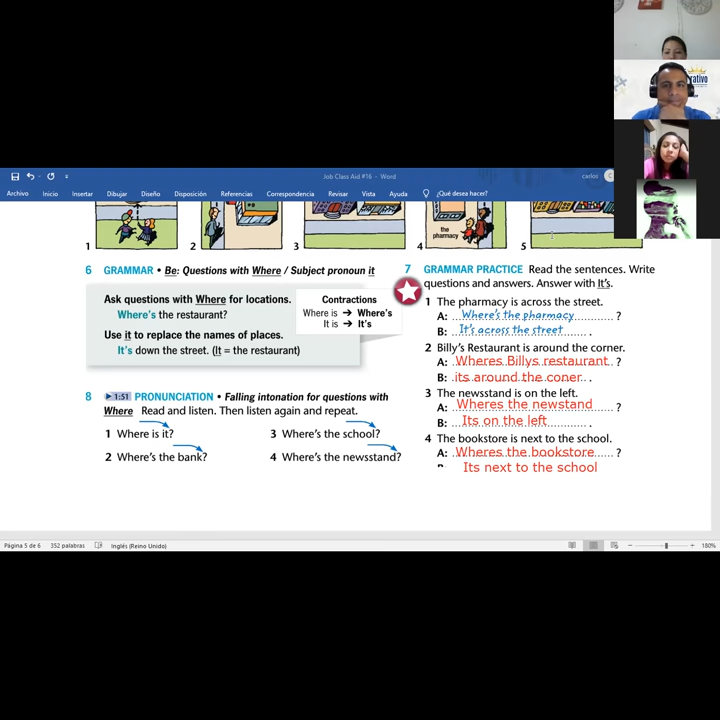 rativo
Job Class Aid #16 - Word
carlos
Archivo Inicio Insertar Dibujar Diseño Disposición Referencias Correspondencia Revisar Vista Ayuda ¿Qué desea hacer?
the
pharmacy
1 2 3 4 5
6 GRAMMAR • Be: Questions with Where / Subject pronoun it
Ask questions with Where for locations.
Where's the restaurant?
Use it to replace the names of places.
It's down the street. (It = the restaurant)
Contractions
Where is → Where's
It is → It's
8 1:51 PRONUNCIATION • Falling intonation for questions with
Where Read and listen. Then listen again and repeat.
1 Where is it?
2 Where's the bank?
3 Where's the school?
4 Where's the newsstand?
7 GRAMMAR PRACTICE Read the sentences. Write
questions and answers. Answer with It's.
1 The pharmacy is across the street.
A: Where's the pharmacy ?
B: It's across the street .
2 Billy's Restaurant is around the corner.
A: Wheres Billys restaurant ?
B: its around the coner .
3 The newsstand is on the left.
A: Wheres the newstand ?
B: Its on the left .
4 The bookstore is next to the school.
A: Wheres the bookstore ?
Its next to the school
Página 5 de 6 352 palabras Inglés (Reino Unido) 180%